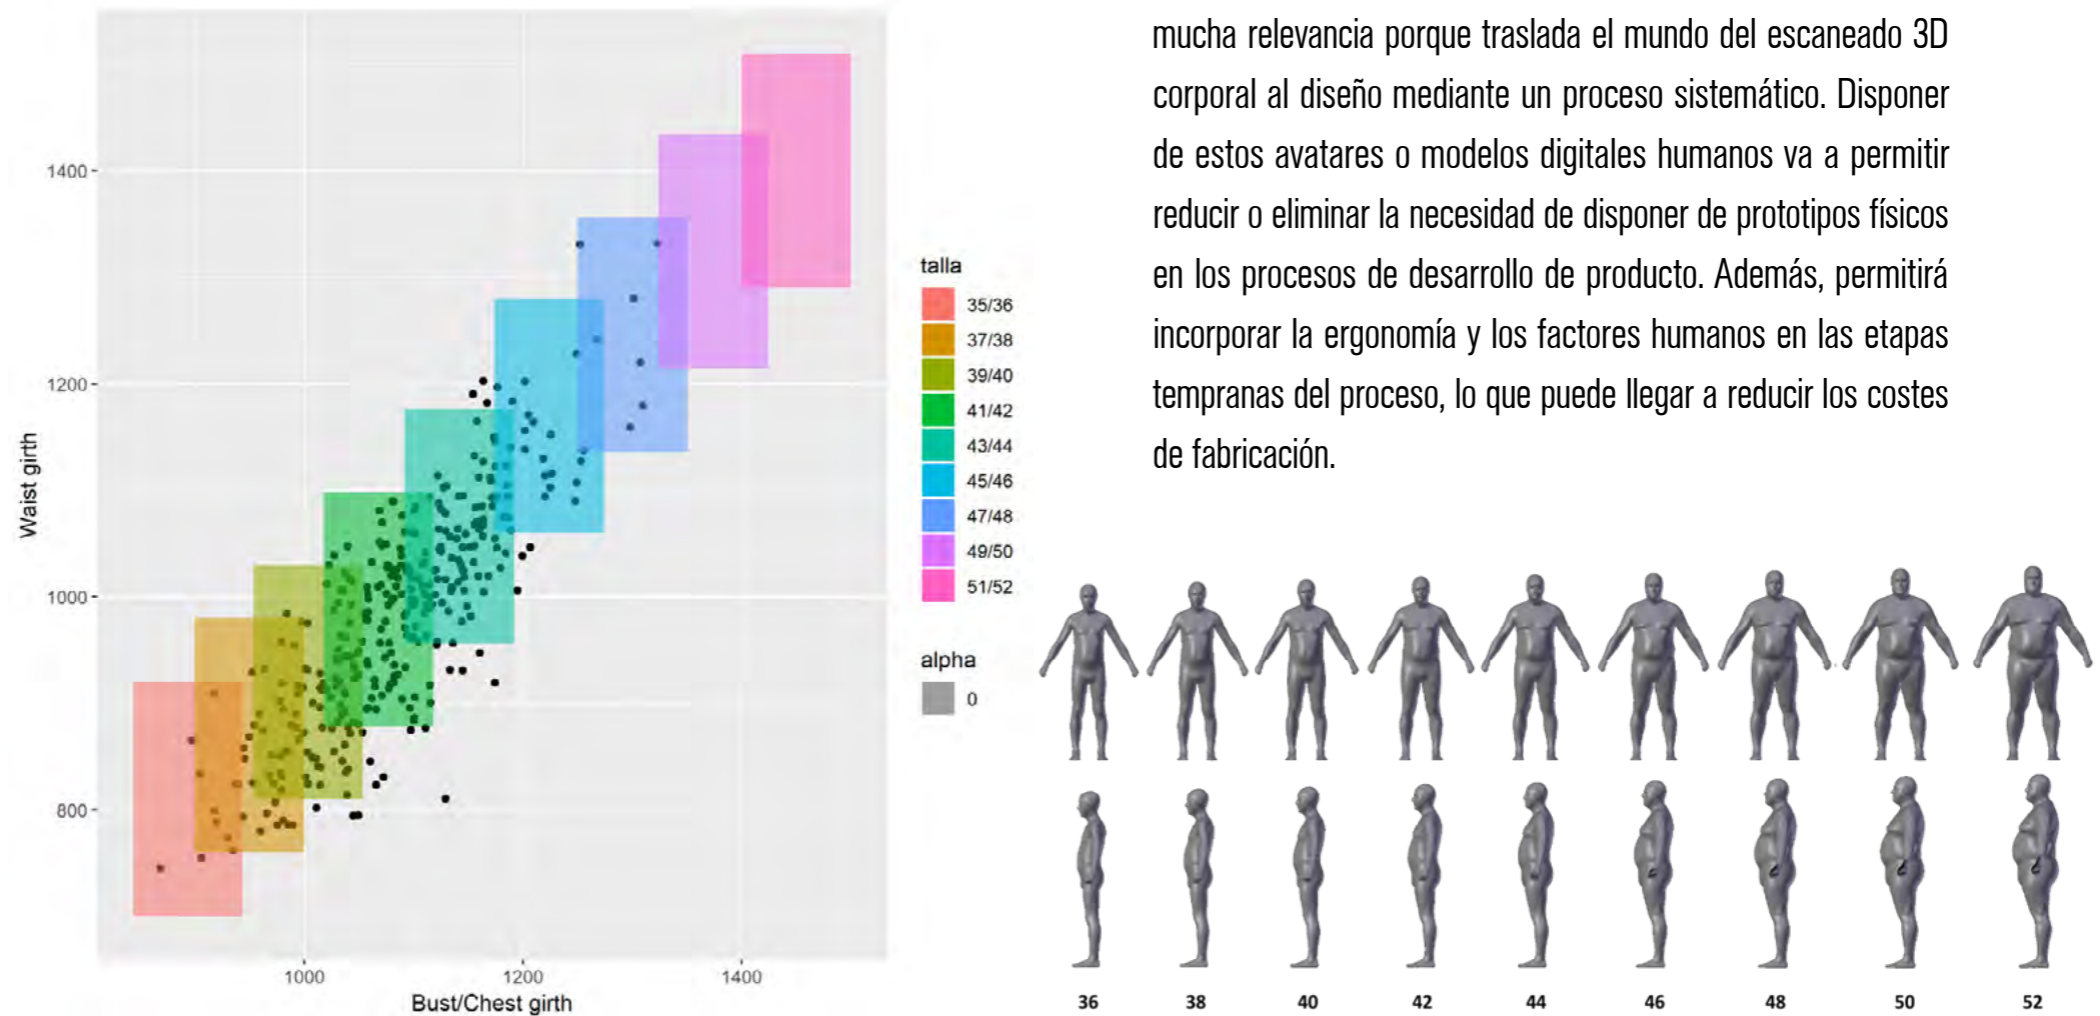 mucha relevancia porque traslada el mundo del escaneado 3D
corporal al diseño mediante un proceso sistemático. Disponer
de estos avatares o modelos digitales humanos va a permitir
reducir o eliminar la necesidad de disponer de prototipos físicos
en los procesos de desarrollo de producto. Además, permitirá
incorporar la ergonomía y los factores humanos en las etapas
tempranas del proceso, lo que puede llegar a reducir los costes
de fabricación.
Waist girth
1400
1200
1000
800
1000 1200 1400
Bust/Chest girth
talla
35/36
37/38
39/40
41/42
43/44
45/46
47/48
49/50
51/52
alpha
0
36 38 40 42 44 46 48 50 52